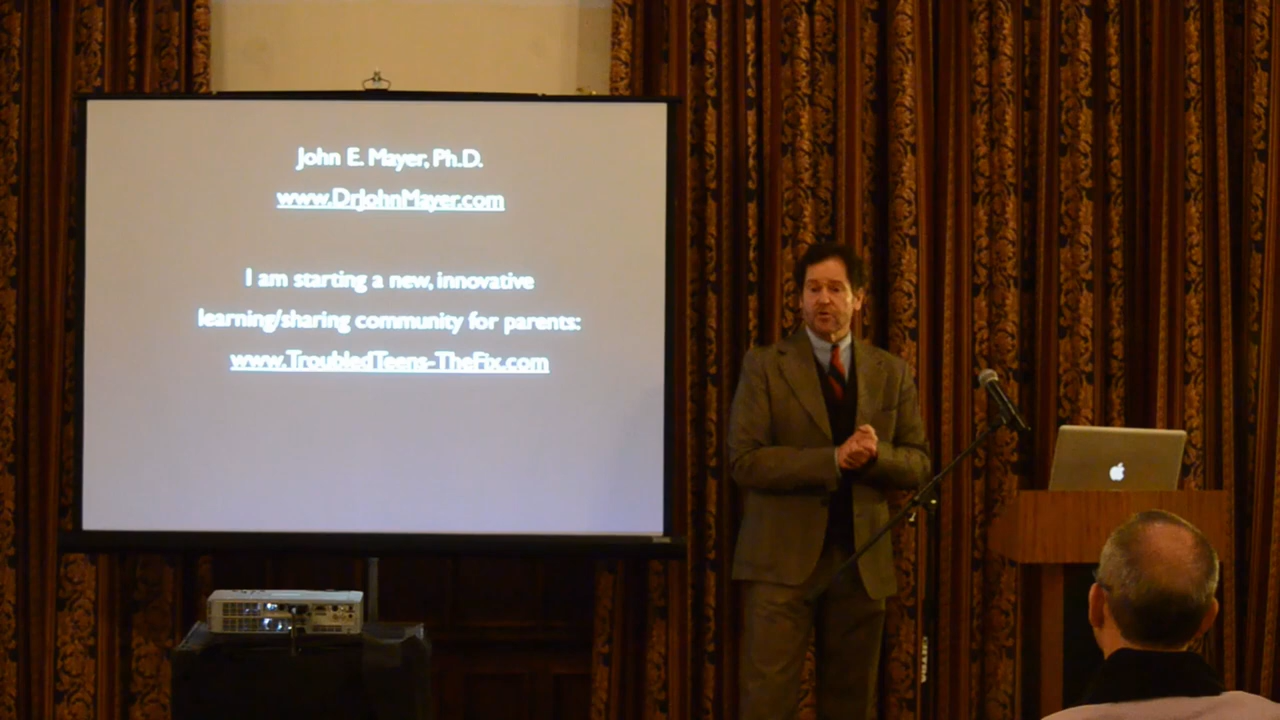 John E. Mayer, Ph.D.
www.DrJohnMayer.com
I am starting a new, innovative
learning/sharing community for parents:
www.TroubledTeens-TheFix.com